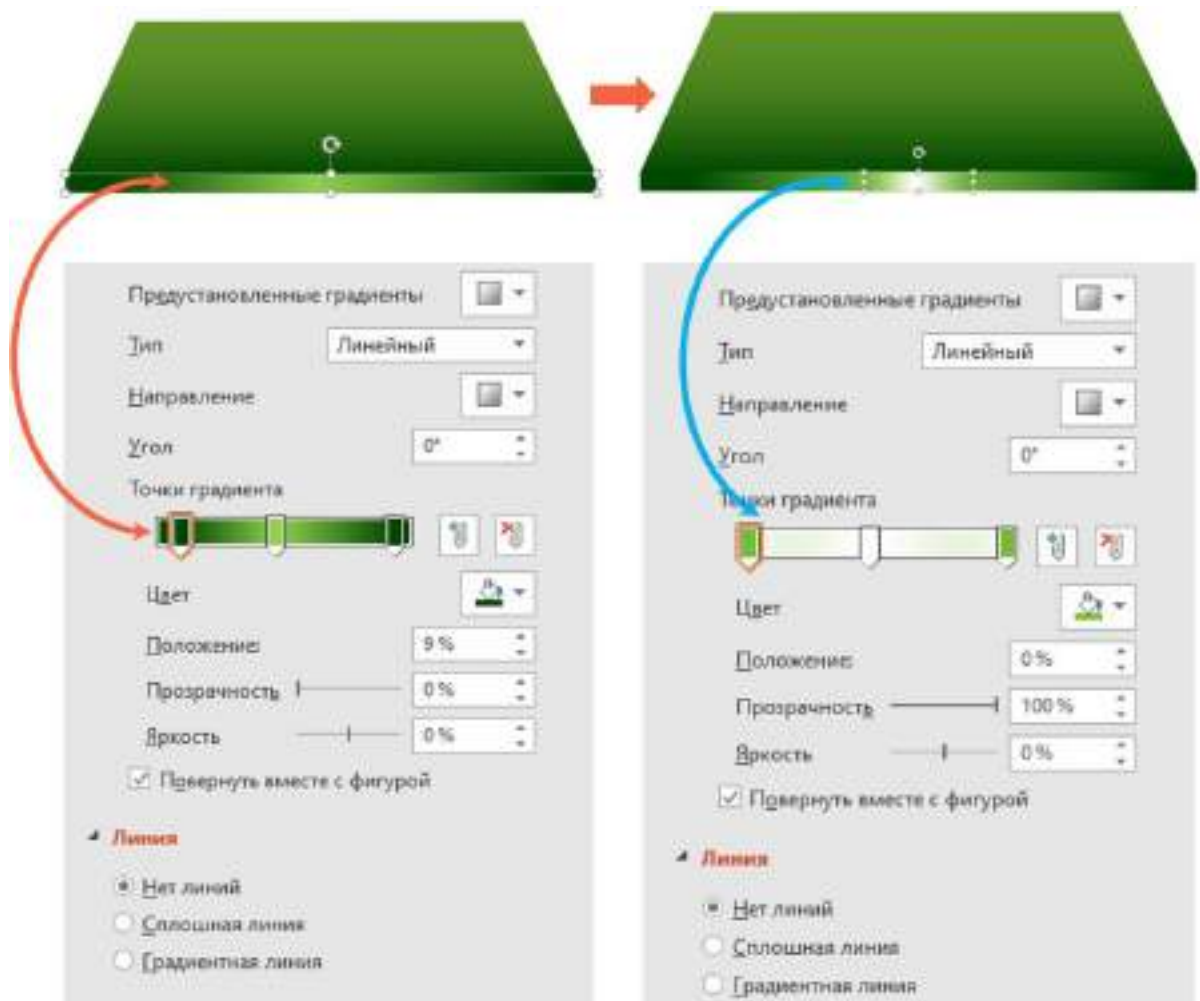 Предустановленные градиенты
Тип
Линейный
Направление
Угол
0°
Точки градиента
Цвет
Положение:
9 %
Прозрачность
0 %
Яркость
0 %
Повернуть вместе с фигурой
Линия
Нет линий
Сплошная линия
Градиентная линия
Предустановленные градиенты
Тип
Линейный
Направление
Угол
0°
Точки градиента
Цвет
Положение:
0 %
Прозрачность
100 %
Яркость
0 %
Повернуть вместе с фигурой
Линия
Нет линий
Сплошная линия
Градиентная линия